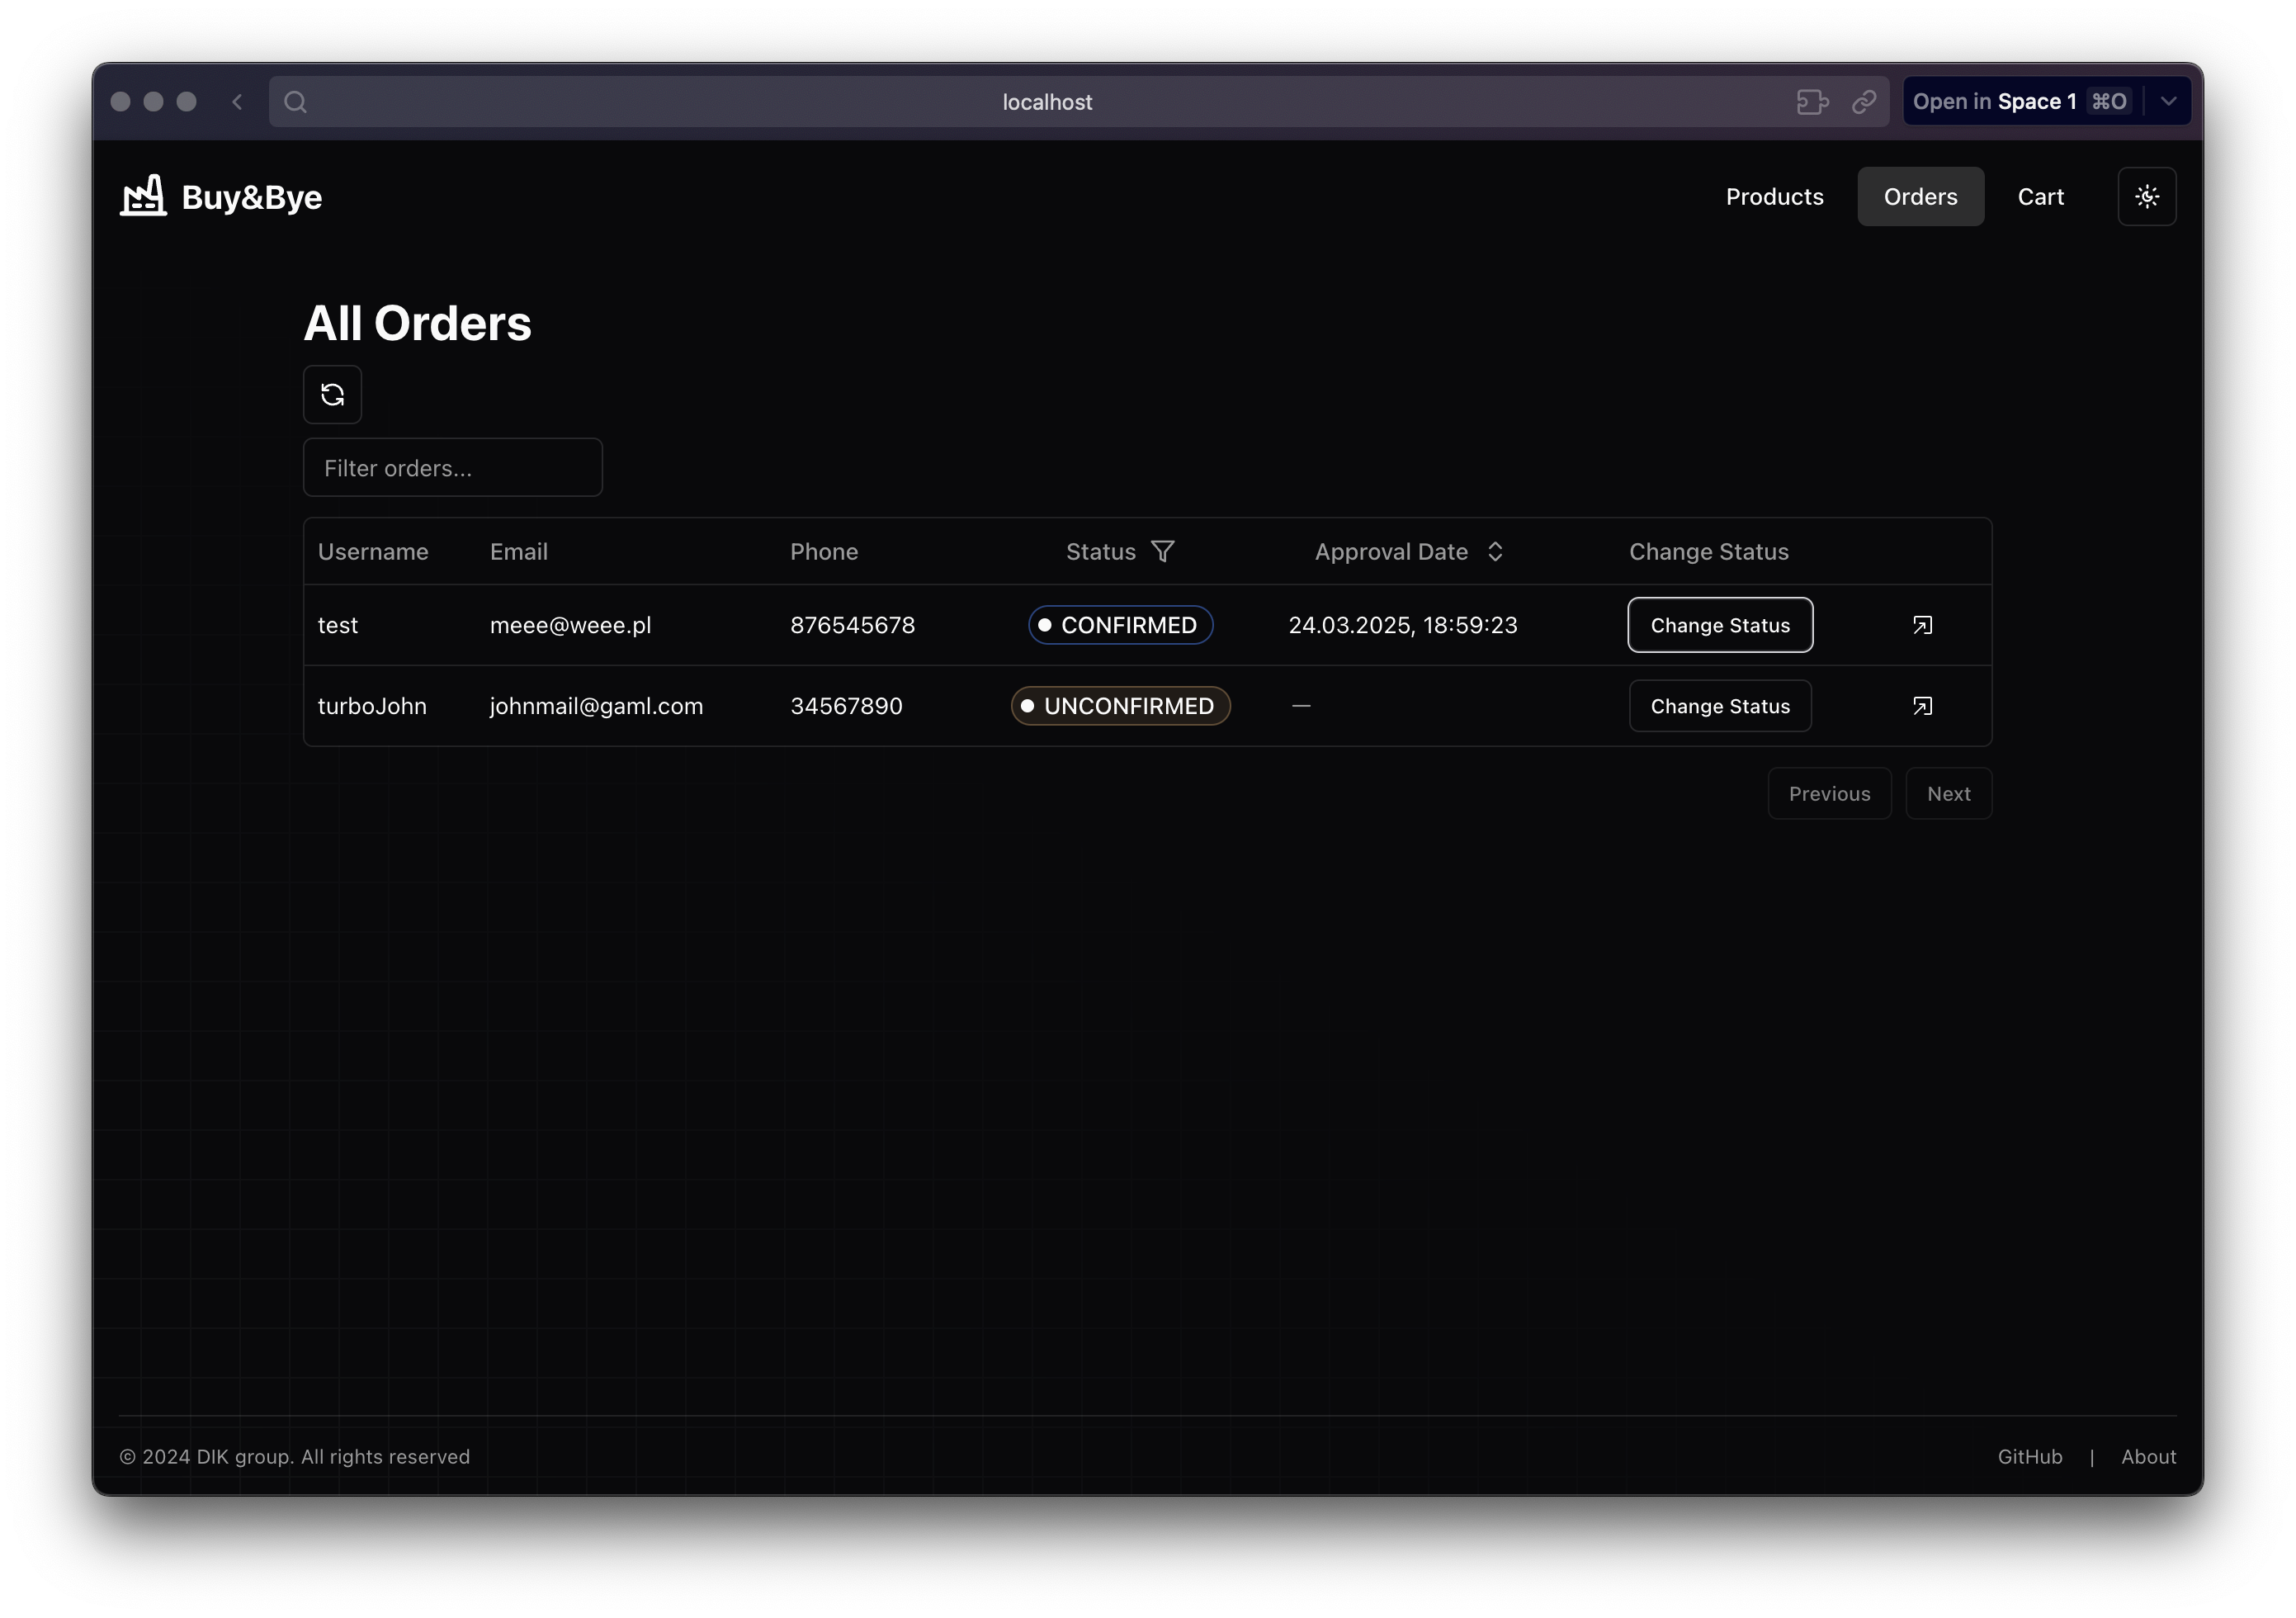 localhost
Open in Space 1 ⌘O
Buy&Bye
Products Orders Cart
All Orders
Filter orders...
Username Email Phone Status Approval Date Change Status
test meee@weee.pl 876545678 CONFIRMED 24.03.2025, 18:59:23 Change Status
turboJohn johnmail@gaml.com 34567890 UNCONFIRMED — Change Status
Previous Next
© 2024 DIK group. All rights reserved
GitHub | About